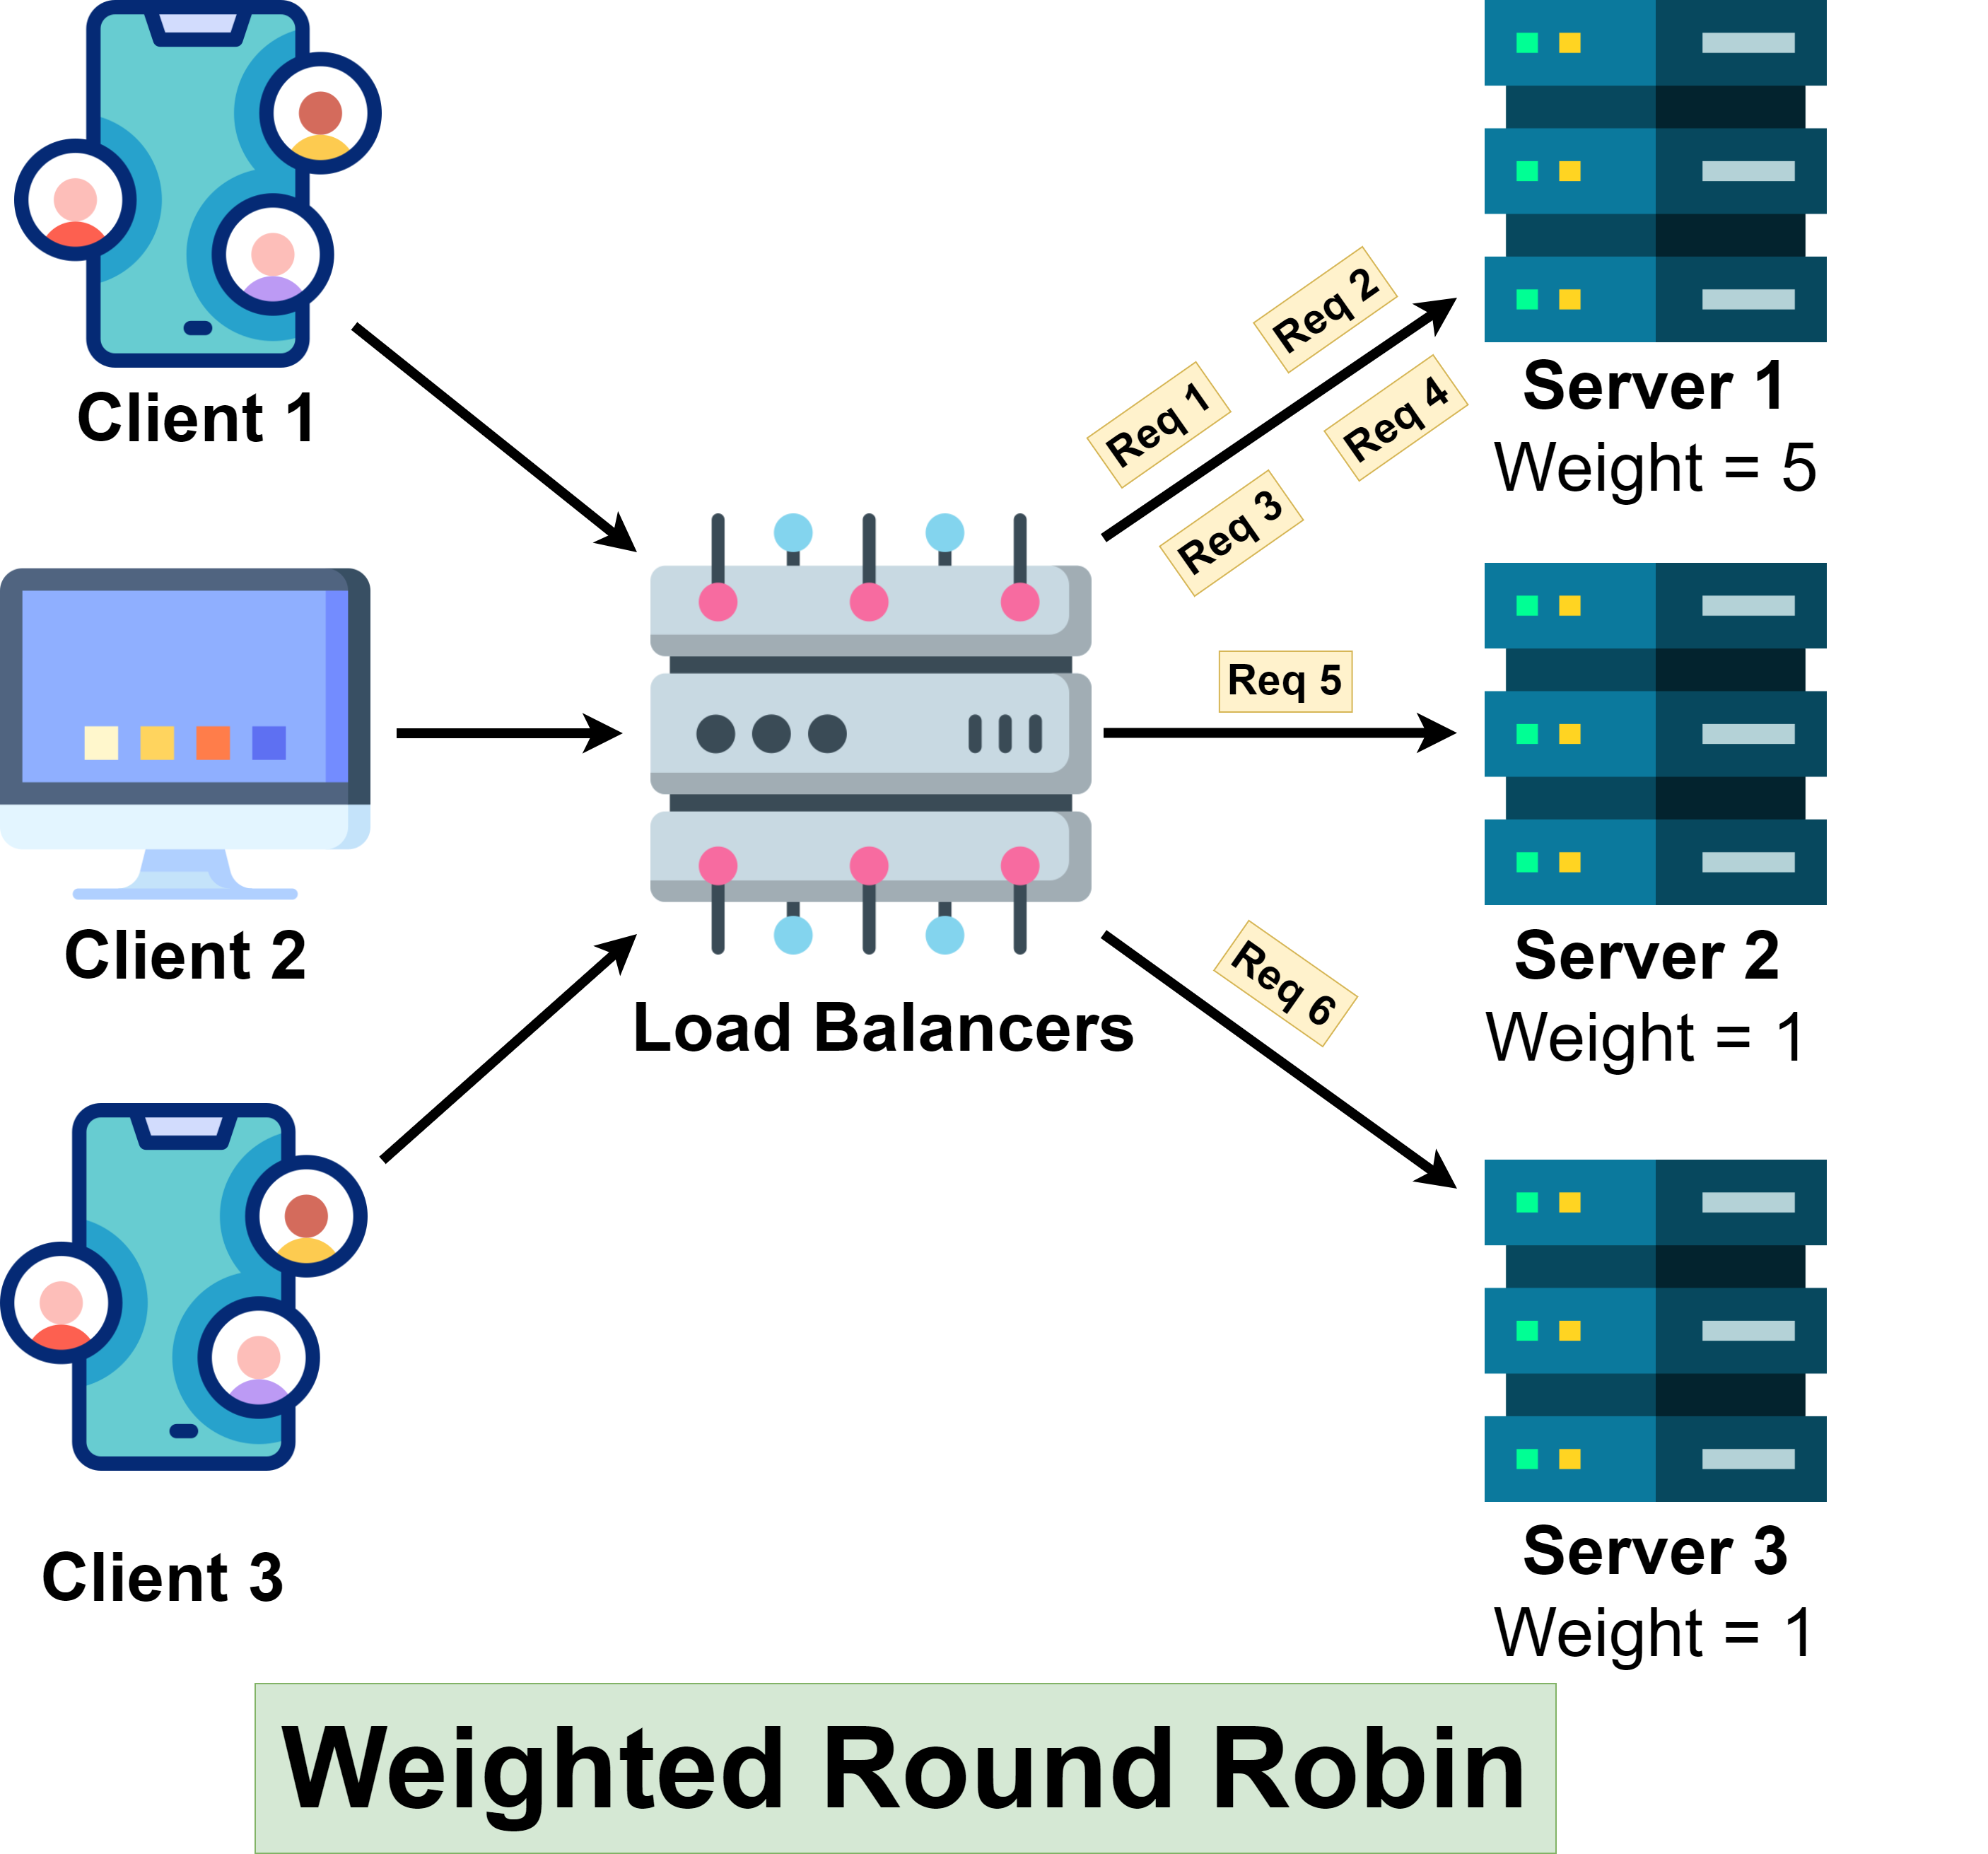 Client 1
Client 2
Client 3
Load Balancers
Req 1
Req 2
Req 3
Req 4
Req 5
Req 6
Server 1
Weight = 5
Server 2
Weight = 1
Server 3
Weight = 1
Weighted Round Robin